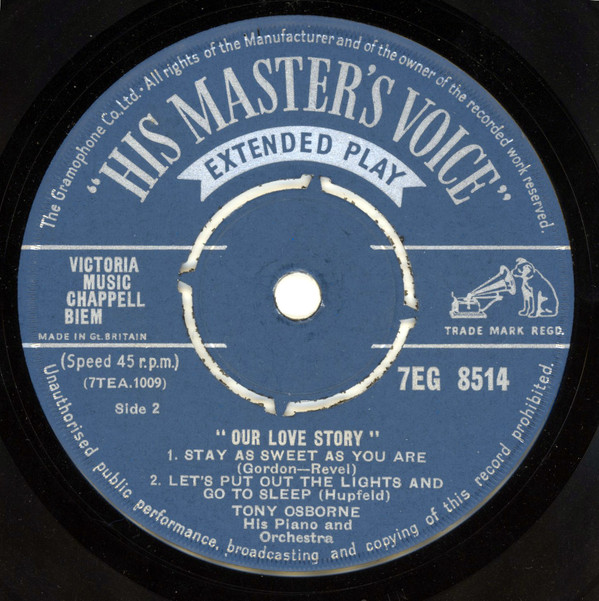 The Gramophone Co.Ltd. · All rights of the Manufacturer and of the owner of the recorded work reserved.
"HIS MASTER'S VOICE"
EXTENDED PLAY
VICTORIA
MUSIC
CHAPPELL
BIEM
MADE IN Gt. BRITAIN
TRADE MARK REGD.
(Speed 45 r.p.m.)
(7TEA.1009)
7EG 8514
Side 2
"OUR LOVE STORY"
1. STAY AS SWEET AS YOU ARE
(Gordon—Revel)
2. LET'S PUT OUT THE LIGHTS AND
GO TO SLEEP (Hupfeld)
TONY OSBORNE
His Piano and
Orchestra
Unauthorised public performance, broadcasting and copying of this record prohibited.